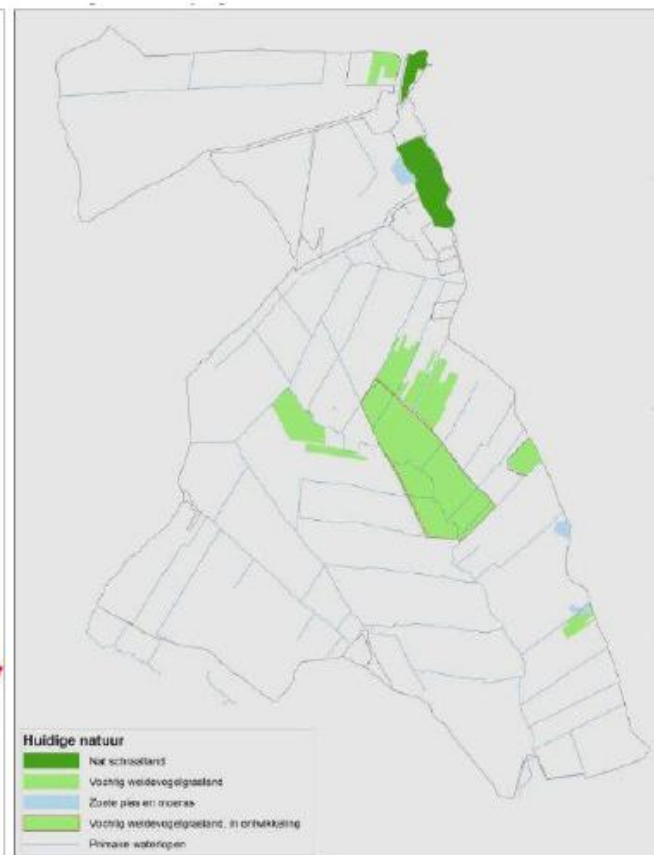 Huidige natuur
Nat schraalland
Vochtig weidevogelgrasland
Zoete plas en moeras
Vochtig weidevogelgrasland, in ontwikkeling
Primaire waterlopen